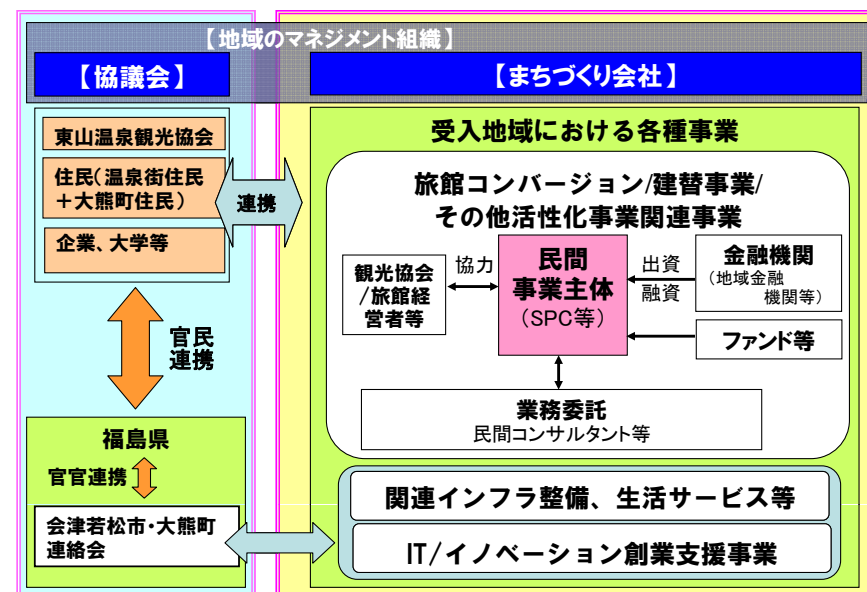 【地域のマネジメント組織】
【協議会】
東山温泉観光協会
住民(温泉街住民
＋大熊町住民)
企業、大学等
連携
官民
連携
福島県
官官連携
会津若松市・大熊町
連絡会
【まちづくり会社】
受入地域における各種事業
旅館コンバージョン/建替事業/
その他活性化事業関連事業
観光協会
/旅館経
営者等
協力
民間
事業主体
(SPC等)
出資
融資
金融機関
(地域金融
機関等)
ファンド等
業務委託
民間コンサルタント等
関連インフラ整備、生活サービス等
IT/イノベーション創業支援事業